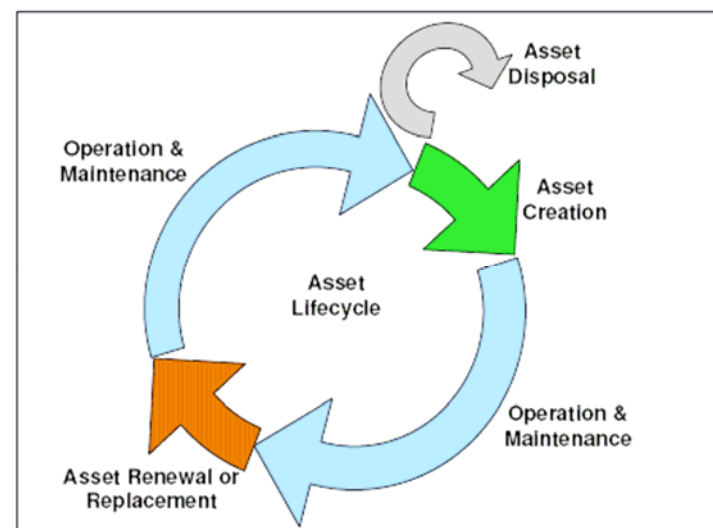 Asset
Disposal
Operation &
Maintenance
Asset
Creation
Asset
Lifecycle
Operation &
Maintenance
Asset Renewal or
Replacement